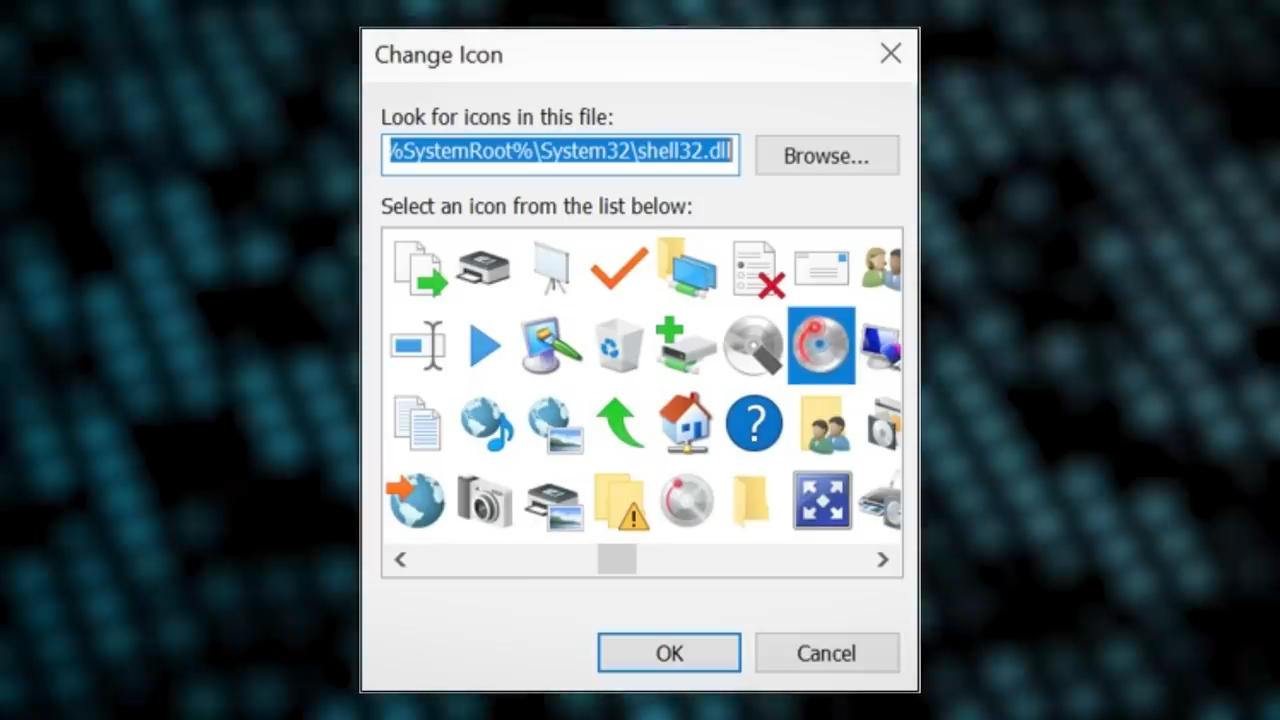 Change Icon
Look for icons in this file:
%SystemRoot%\System32\shell32.dll
Browse...
Select an icon from the list below:
?
!
OK
Cancel